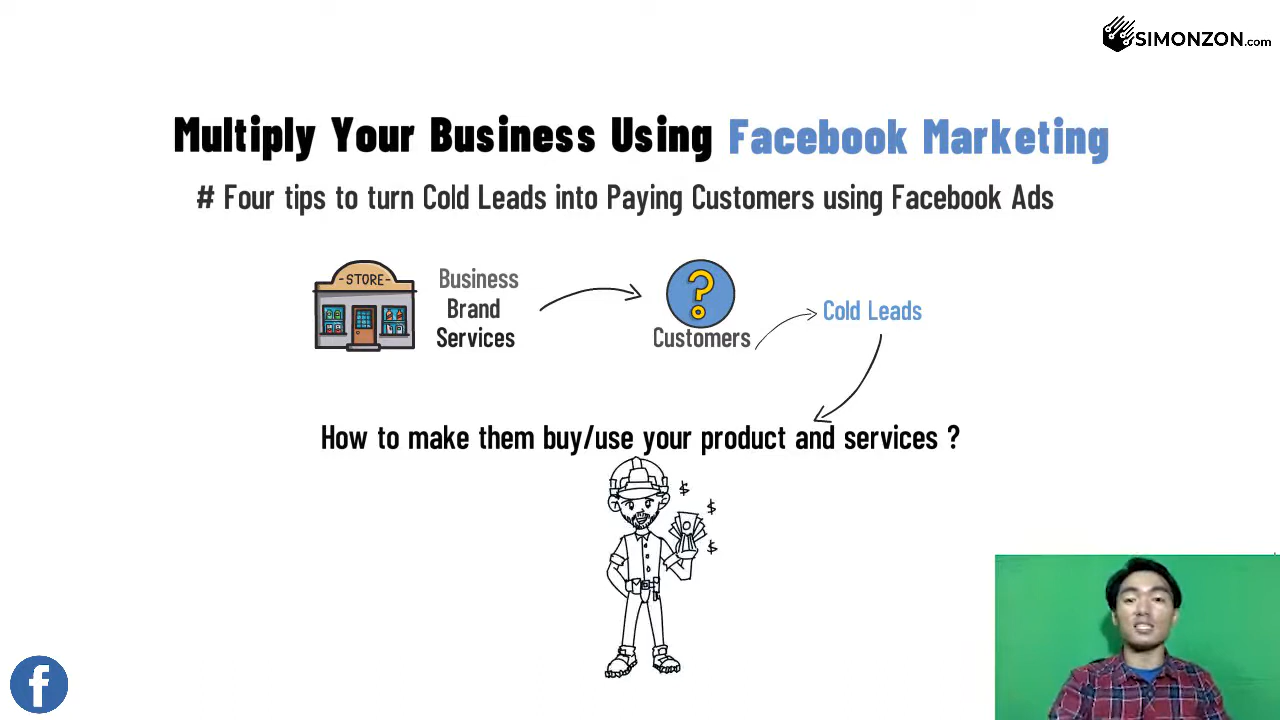 SIMONZON.com
Multiply Your Business Using Facebook Marketing
# Four tips to turn Cold Leads into Paying Customers using Facebook Ads
-STORE-
Business
Brand
Services
?
Customers
Cold Leads
How to make them buy/use your product and services ?
$
$
$
f